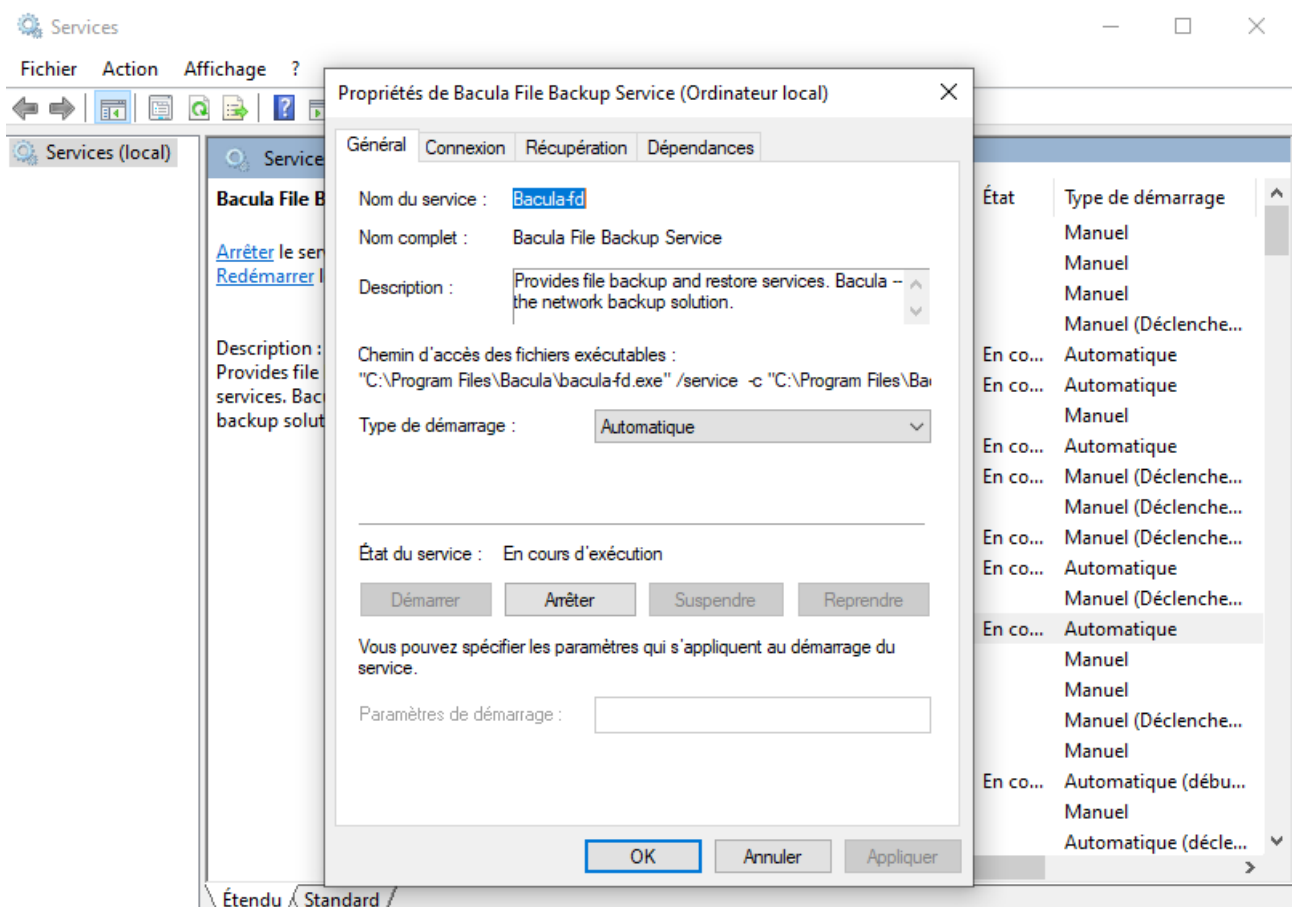 Services
Fichier Action Affichage ?
Services (local)
Service
Bacula File B
Arrêter le ser
Redémarrer l
Description :
Provides file
services. Bac
backup solut
Propriétés de Bacula File Backup Service (Ordinateur local)
Général Connexion Récupération Dépendances
Nom du service : Bacula-fd
Nom complet : Bacula File Backup Service
Description : Provides file backup and restore services. Bacula --
the network backup solution.
Chemin d'accès des fichiers exécutables :
"C:\Program Files\Bacula\bacula-fd.exe" /service -c "C:\Program Files\Ba
Type de démarrage : Automatique
État du service : En cours d'exécution
Démarrer Arrêter Suspendre Reprendre
Vous pouvez spécifier les paramètres qui s'appliquent au démarrage du
service.
Paramètres de démarrage :
OK Annuler Appliquer
État Type de démarrage
Manuel
Manuel
Manuel
Manuel (Déclenche...
En co... Automatique
En co... Automatique
Manuel
En co... Automatique
En co... Manuel (Déclenche...
Manuel (Déclenche...
En co... Manuel (Déclenche...
En co... Automatique
Manuel (Déclenche...
En co... Automatique
Manuel
Manuel
Manuel (Déclenche...
Manuel
En co... Automatique (débu...
Manuel
Automatique (décle...
Étendu Standard